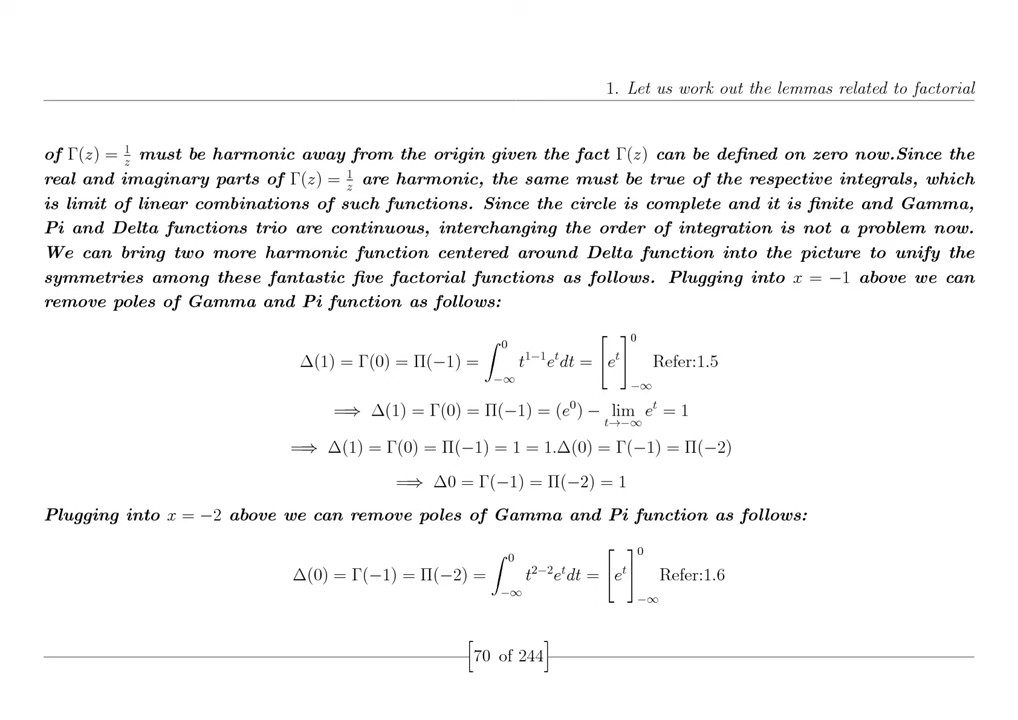 1. Let us work out the lemmas related to factorial
of Γ(z) = 1/z must be harmonic away from the origin given the fact Γ(z) can be defined on zero now.Since the
real and imaginary parts of Γ(z) = 1/z are harmonic, the same must be true of the respective integrals, which
is limit of linear combinations of such functions. Since the circle is complete and it is finite and Gamma,
Pi and Delta functions trio are continuous, interchanging the order of integration is not a problem now.
We can bring two more harmonic function centered around Delta function into the picture to unify the
symmetries among these fantastic five factorial functions as follows. Plugging into x = −1 above we can
remove poles of Gamma and Pi function as follows:
Δ(1) = Γ(0) = Π(−1) = ∫_{−∞}^{0} t^{1−1}e^t dt = [e^t]_{−∞}^{0} Refer:1.5
⟹ Δ(1) = Γ(0) = Π(−1) = (e^0) − lim_{t→−∞} e^t = 1
⟹ Δ(1) = Γ(0) = Π(−1) = 1 = 1.Δ(0) = Γ(−1) = Π(−2)
⟹ Δ0 = Γ(−1) = Π(−2) = 1
Plugging into x = −2 above we can remove poles of Gamma and Pi function as follows:
Δ(0) = Γ(−1) = Π(−2) = ∫_{−∞}^{0} t^{2−2}e^t dt = [e^t]_{−∞}^{0} Refer:1.6
[70 of 244]